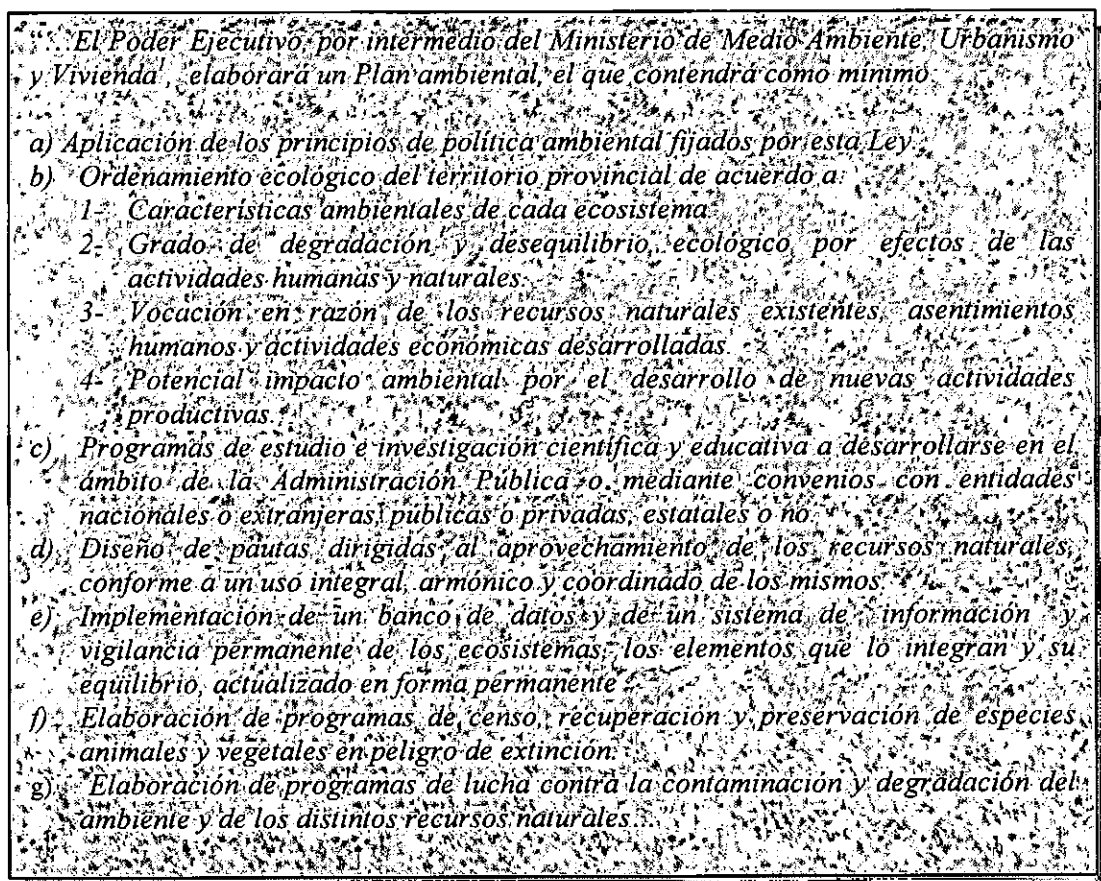 "...El Poder Ejecutivo, por intermedio del Ministerio de Medio Ambiente, Urbanismo
y Vivienda¹, elaborará un Plan ambiental, el que contendrá como mínimo:
a) Aplicación de los principios de política ambiental fijados por esta Ley.
b) Ordenamiento ecológico del territorio provincial de acuerdo a:
1- Características ambientales de cada ecosistema.
2- Grado de degradación y desequilibrio ecológico por efectos de las
actividades humanas y naturales.
3- Vocación en razón de los recursos naturales existentes, asentimientos
humanos y actividades económicas desarrolladas.
4- Potencial impacto ambiental por el desarrollo de nuevas actividades
productivas.
c) Programas de estudio e investigación científica y educativa a desarrollarse en el
ámbito de la Administración Pública o mediante convenios con entidades
nacionales o extranjeras, públicas o privadas, estatales o no.
d) Diseño de pautas dirigidas al aprovechamiento de los recursos naturales,
conforme a un uso integral, armónico y coordinado de los mismos.
e) Implementación de un banco de datos y de un sistema de información y
vigilancia permanente de los ecosistemas, los elementos que lo integran y su
equilibrio, actualizado en forma permanente.
f) Elaboración de programas de censo, recuperación y preservación de especies
animales y vegetales en peligro de extinción.
g) Elaboración de programas de lucha contra la contaminación y degradación del
ambiente y de los distintos recursos naturales..."